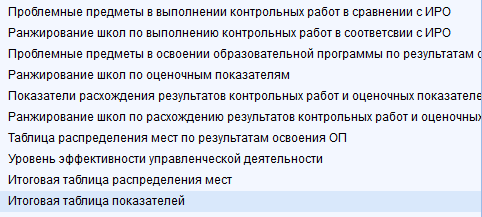 Проблемные предметы в выполнении контрольных работ в сравнении с ИРО
Ранжирование школ по выполнению контрольных работ в соответсвии с ИРО
Проблемные предметы в освоении образовательной программы по результатам
Ранжирование школ по оценочным показателям
Показатели расхождения результатов контрольных работ и оценочных показателе
Ранжирование школ по расхождению результатов контрольных работ и оценочных
Таблица распределения мест по результатам освоения ОП
Уровень эффективности управленческой деятельности
Итоговая таблица распределения мест
Итоговая таблица показателей